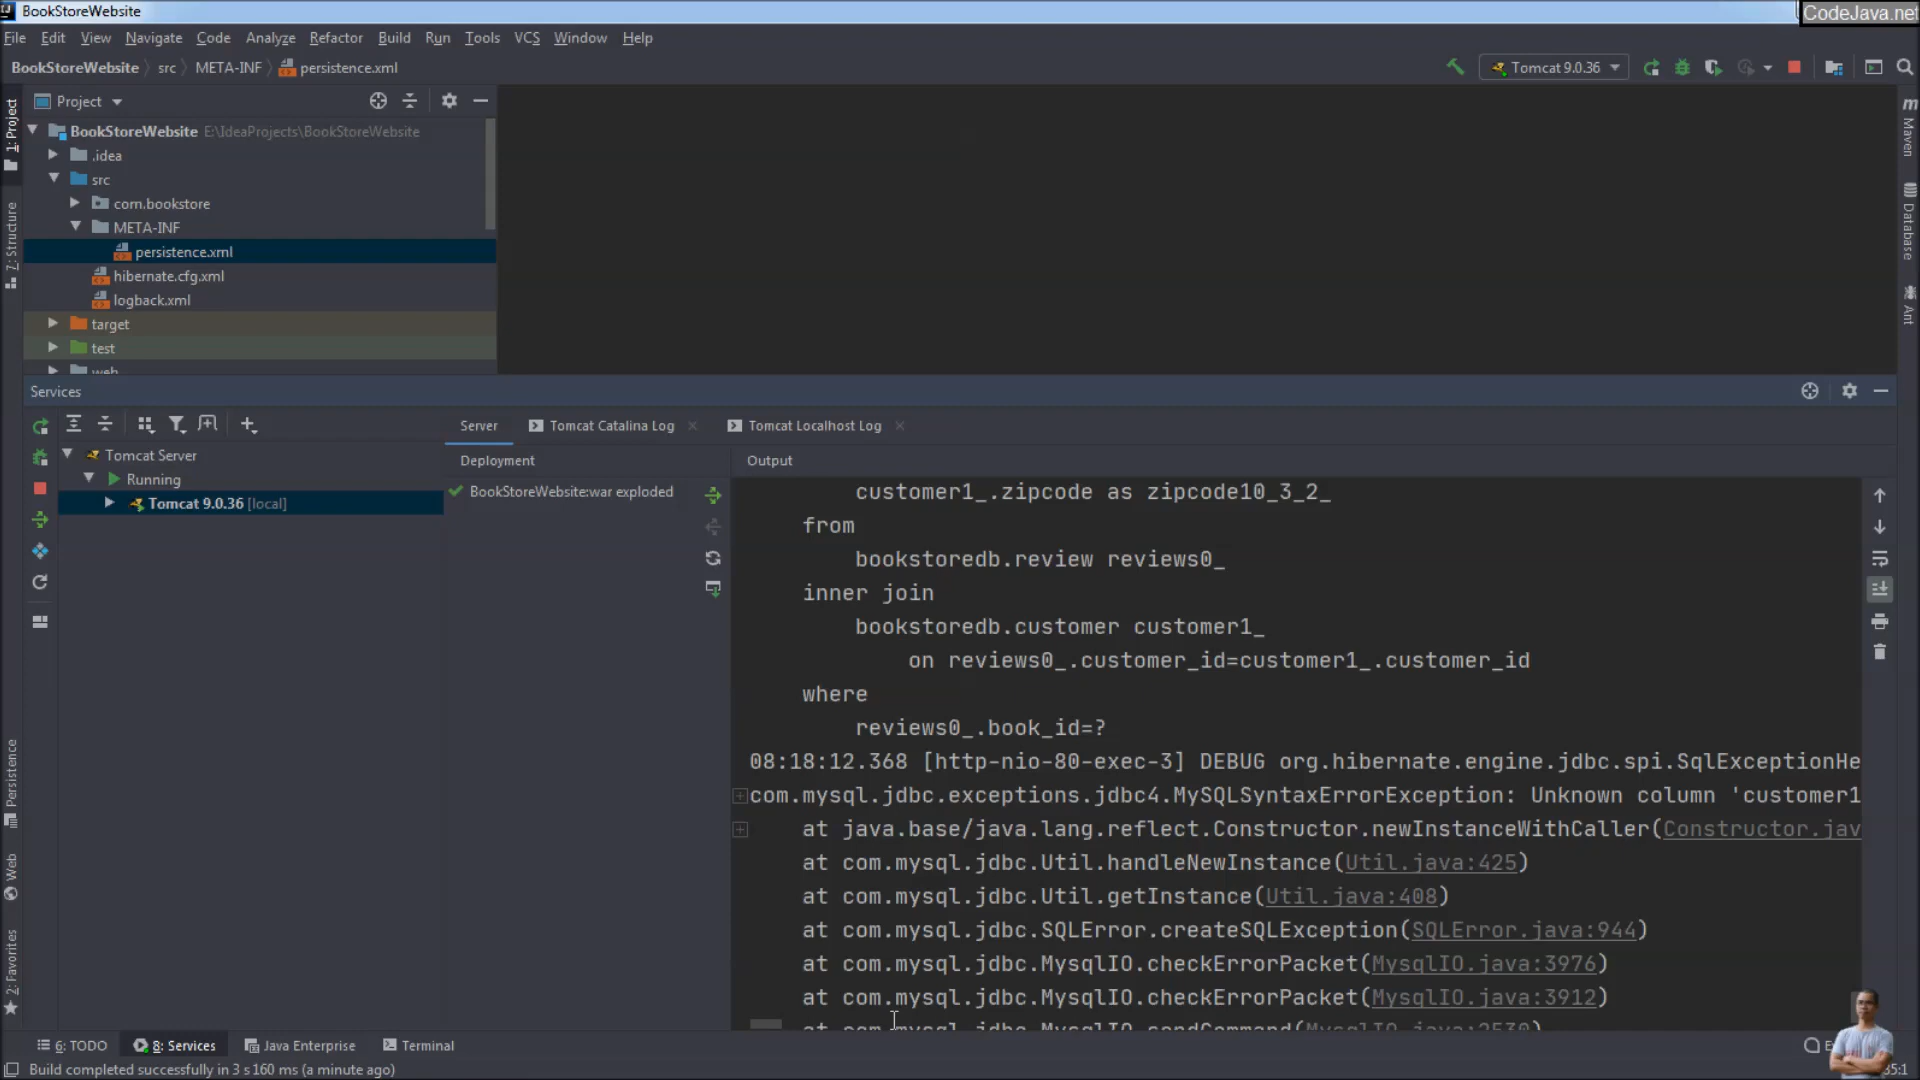 BookStoreWebsite
CodeJava.net
File Edit View Navigate Code Analyze Refactor Build Run Tools VCS Window Help
BookStoreWebsite src META-INF persistence.xml
Tomcat 9.0.36
Project
BookStoreWebsite E:\IdeaProjects\BookStoreWebsite
.idea
src
com.bookstore
META-INF
persistence.xml
hibernate.cfg.xml
logback.xml
target
test
web
1: Project
7: Structure
Persistence
Web
2: Favorites
Maven
Database
Ant
Services
Server Tomcat Catalina Log Tomcat Localhost Log
Tomcat Server
Running
Tomcat 9.0.36 [local]
Deployment
BookStoreWebsite:war exploded
Output
customer1_.zipcode as zipcode10_3_2_
from
bookstoredb.review reviews0_
inner join
bookstoredb.customer customer1_
on reviews0_.customer_id=customer1_.customer_id
where
reviews0_.book_id=?
08:18:12.368 [http-nio-80-exec-3] DEBUG org.hibernate.engine.jdbc.spi.SqlExceptionHe
com.mysql.jdbc.exceptions.jdbc4.MySQLSyntaxErrorException: Unknown column 'customer1
at java.base/java.lang.reflect.Constructor.newInstanceWithCaller(Constructor.jav
at com.mysql.jdbc.Util.handleNewInstance(Util.java:425)
at com.mysql.jdbc.Util.getInstance(Util.java:408)
at com.mysql.jdbc.SQLError.createSQLException(SQLError.java:944)
at com.mysql.jdbc.MysqlIO.checkErrorPacket(MysqlIO.java:3976)
at com.mysql.jdbc.MysqlIO.checkErrorPacket(MysqlIO.java:3912)
at com.mysql.jdbc.MysqlIO.sendCommand(MysqlIO.java:2530)
6: TODO 8: Services Java Enterprise Terminal
Build completed successfully in 3 s 160 ms (a minute ago)